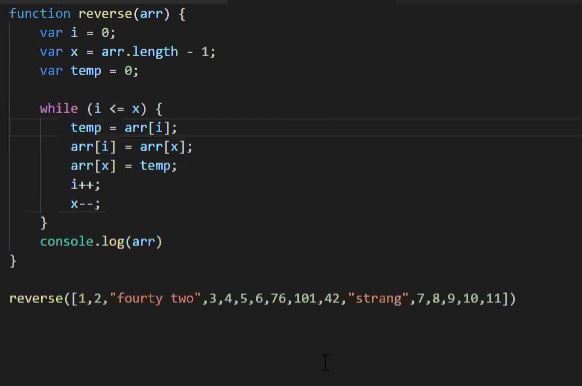 function reverse(arr) {
    var i = 0;
    var x = arr.length - 1;
    var temp = 0;
    while (i <= x) {
        temp = arr[i];
        arr[i] = arr[x];
        arr[x] = temp;
        i++;
        x--;
    }
    console.log(arr)
}
reverse([1,2,"fourty two",3,4,5,6,76,101,42,"strang",7,8,9,10,11])